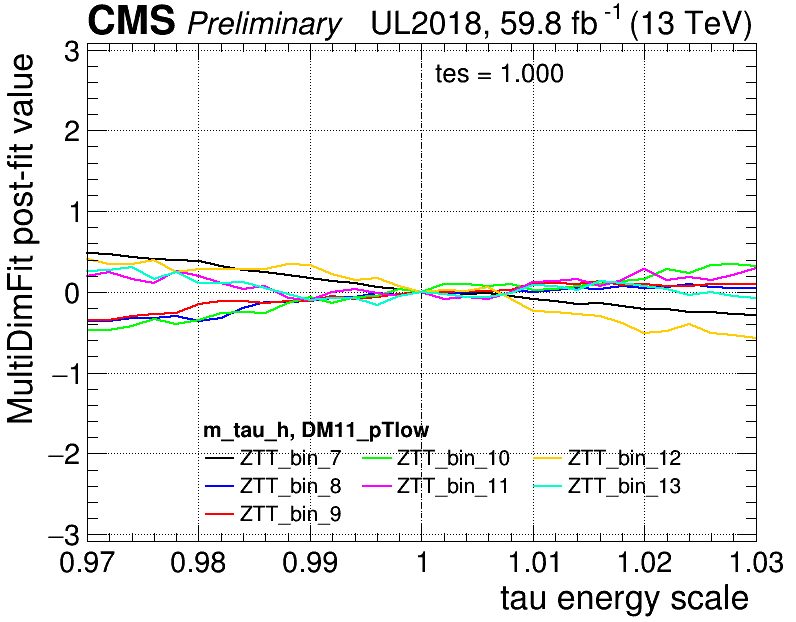 CMS Preliminary UL2018, 59.8 fb⁻¹ (13 TeV)
tes = 1.000
MultiDimFit post-fit value
3
2
1
0
−1
−2
−3
m_tau_h, DM11_pTlow
ZTT_bin_7 ZTT_bin_10 ZTT_bin_12
ZTT_bin_8 ZTT_bin_11 ZTT_bin_13
ZTT_bin_9
0.97 0.98 0.99 1 1.01 1.02 1.03
tau energy scale